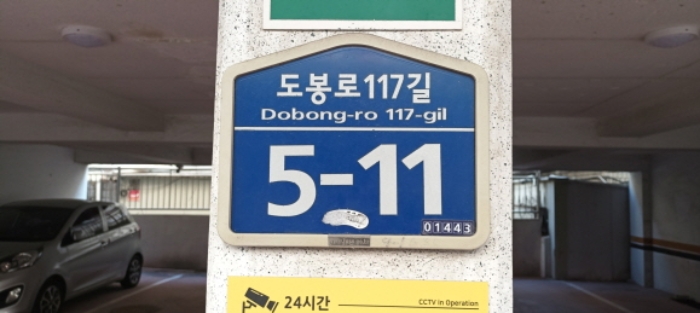 도봉로117길
Dobong-ro 117-gil
5-11
01443
24시간
CCTV in Operation